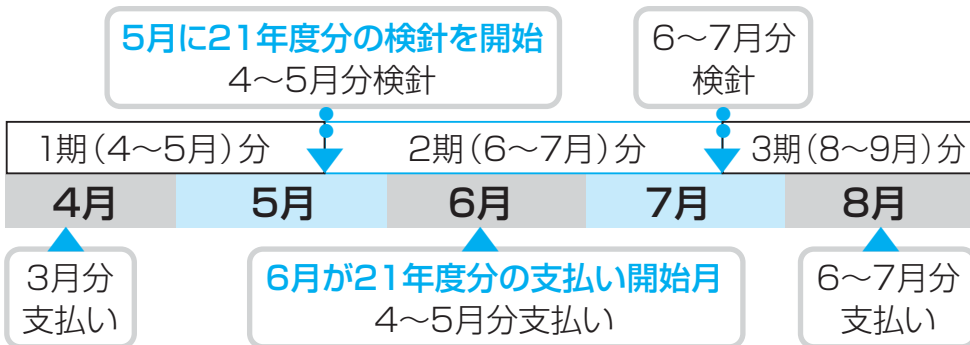 5月に21年度分の検針を開始
4〜5月分検針
6〜7月分
検針
1期(4〜5月)分
2期(6〜7月)分
3期(8〜9月)分
4月
5月
6月
7月
8月
3月分
支払い
6月が21年度分の支払い開始月
4〜5月分支払い
6〜7月分
支払い